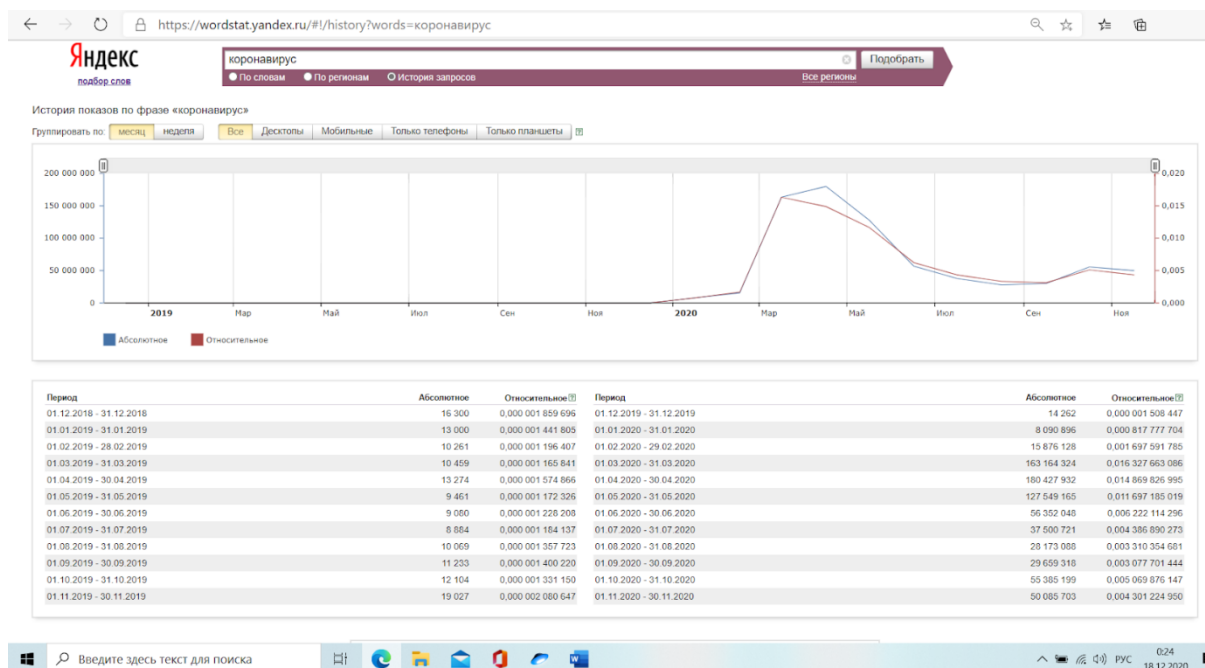 https://wordstat.yandex.ru/#!/history?words=коронавирус
Яндекс
подбор слов
коронавирус
Подобрать
По словам По регионам История запросов Все регионы
История показов по фразе «коронавирус»
Группировать по: месяц неделя Все Десктопы Мобильные Только телефоны Только планшеты
200 000 000 0,020
150 000 000 0,015
100 000 000 0,010
50 000 000 0,005
0 0,000
2019 Мар Май Июл Сен Ноя 2020 Мар Май Июл Сен Ноя
Абсолютное Относительное
Период Абсолютное Относительное Период Абсолютное Относительное
01.12.2018 - 31.12.2018 16 300 0,000 001 859 696 01.12.2019 - 31.12.2019 14 262 0,000 001 508 447
01.01.2019 - 31.01.2019 13 000 0,000 001 441 805 01.01.2020 - 31.01.2020 8 090 896 0,000 817 777 704
01.02.2019 - 28.02.2019 10 261 0,000 001 196 407 01.02.2020 - 29.02.2020 15 876 128 0,001 697 591 785
01.03.2019 - 31.03.2019 10 459 0,000 001 165 841 01.03.2020 - 31.03.2020 163 164 324 0,016 327 663 086
01.04.2019 - 30.04.2019 13 274 0,000 001 574 866 01.04.2020 - 30.04.2020 180 427 932 0,014 869 826 995
01.05.2019 - 31.05.2019 9 461 0,000 001 172 326 01.05.2020 - 31.05.2020 127 549 165 0,011 697 185 019
01.06.2019 - 30.06.2019 9 080 0,000 001 228 208 01.06.2020 - 30.06.2020 56 352 048 0,006 222 114 296
01.07.2019 - 31.07.2019 8 884 0,000 001 184 137 01.07.2020 - 31.07.2020 37 500 721 0,004 386 890 273
01.08.2019 - 31.08.2019 10 069 0,000 001 357 723 01.08.2020 - 31.08.2020 28 173 088 0,003 310 354 681
01.09.2019 - 30.09.2019 11 233 0,000 001 400 220 01.09.2020 - 30.09.2020 29 659 318 0,003 077 701 444
01.10.2019 - 31.10.2019 12 104 0,000 001 331 150 01.10.2020 - 31.10.2020 55 385 199 0,005 069 876 147
01.11.2019 - 30.11.2019 19 027 0,000 002 080 647 01.11.2020 - 30.11.2020 50 085 703 0,004 301 224 950
Введите здесь текст для поиска
РУС
0:24
18.12.2020